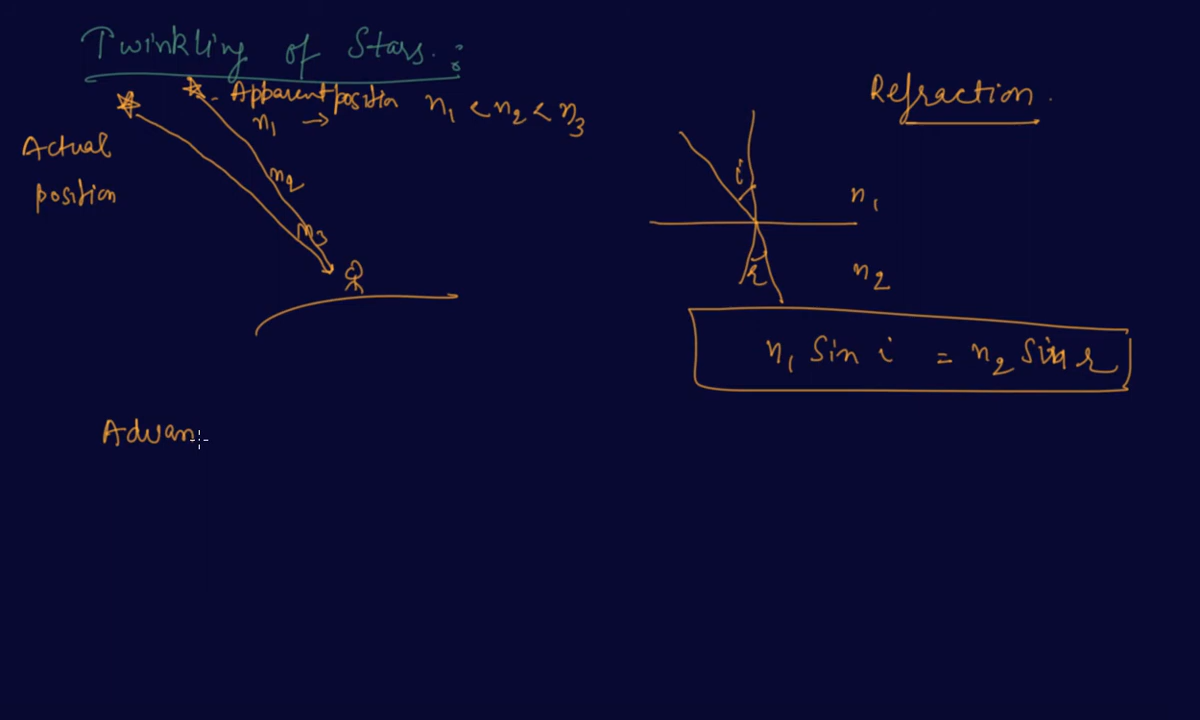 Twinkling of Stars :
Apparent position n1 < n2 < n3
n1 →
Actual
position
n2
n3
Refraction.
i
n1
r
n2
n1 Sin i = n2 Sin r
Advan